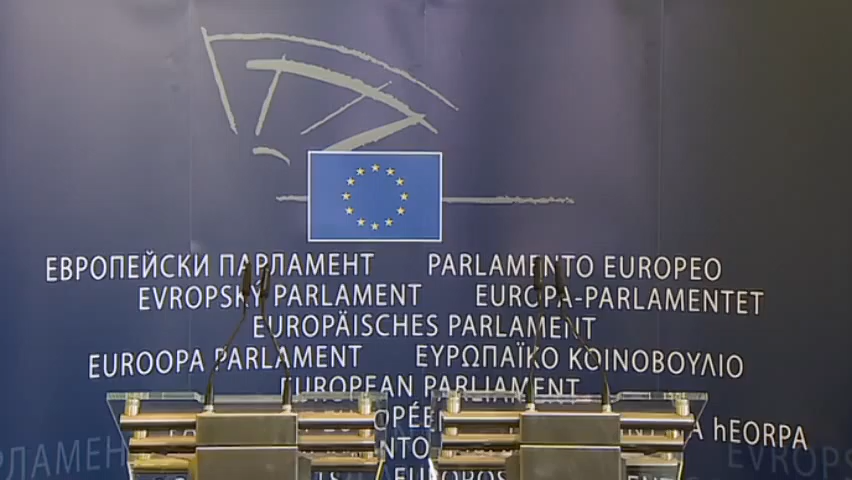 ЕВРОПЕЙСКИ ПАРЛАМЕНТ PARLAMENTO EUROPEO
EVROPSKÝ PARLAMENT EUROPA-PARLAMENTET
EUROPÄISCHES PARLAMENT
EUROOPA PARLAMENT ΕΥΡΩΠΑΪΚΟ ΚΟΙΝΟΒΟΥΛΙΟ
EUROPEAN PARLIAMENT
hEORPA